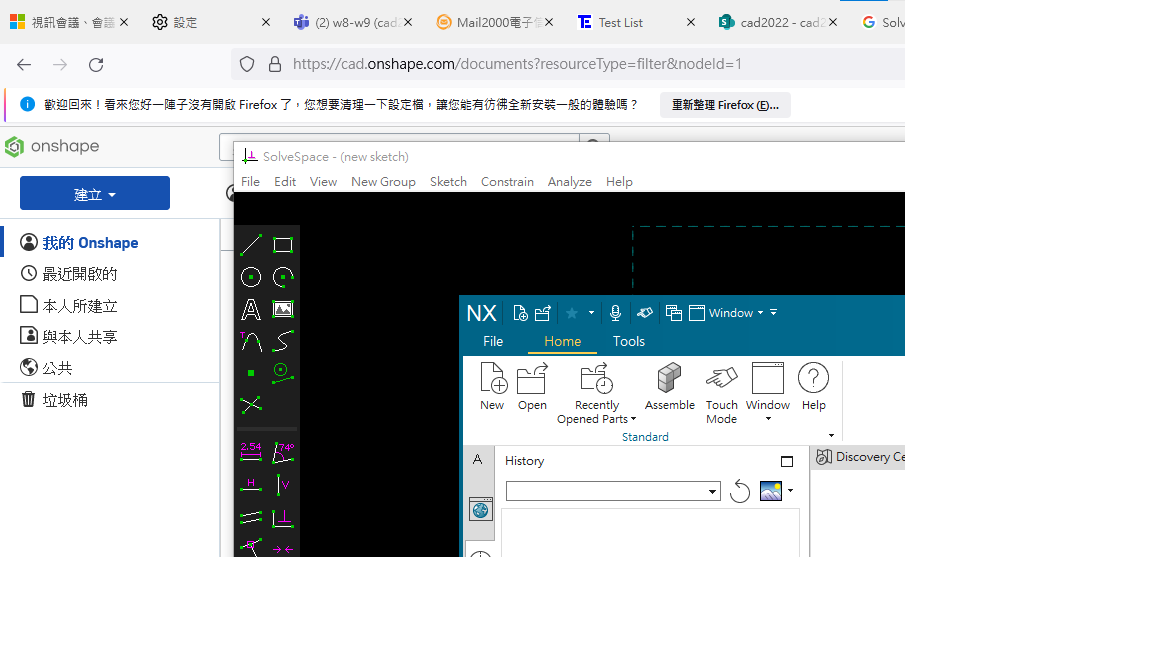 視訊會議、會議
設定
(2) w8-w9 (cad2
Mail2000電子信
Test List
cad2022 - cad2
Solv
https://cad.onshape.com/documents?resourceType=filter&nodeId=1
歡迎回來！看來您好一陣子沒有開啟 Firefox 了，您想要清理一下設定檔，讓您能有彷彿全新安裝一般的體驗嗎？
重新整理 Firefox (E)...
onshape
SolveSpace - (new sketch)
File Edit View New Group Sketch Constrain Analyze Help
建立
我的 Onshape
最近開啟的
本人所建立
與本人共享
公共
垃圾桶
A
T
2.54
74°
H
V
NX
Window
File Home Tools
New
Open
Recently
Opened Parts
Assemble
Touch
Mode
Window
Help
Standard
A
History
Discovery Ce